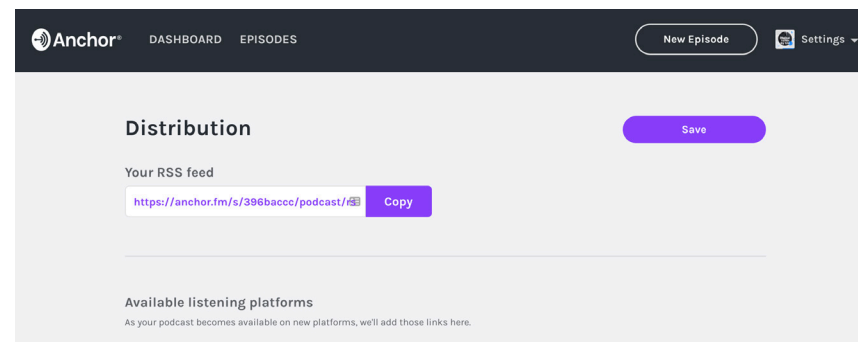 Anchor® DASHBOARD EPISODES New Episode Settings
Distribution Save
Your RSS feed
https://anchor.fm/s/396baccc/podcast/rs Copy
Available listening platforms
As your podcast becomes available on new platforms, we'll add those links here.